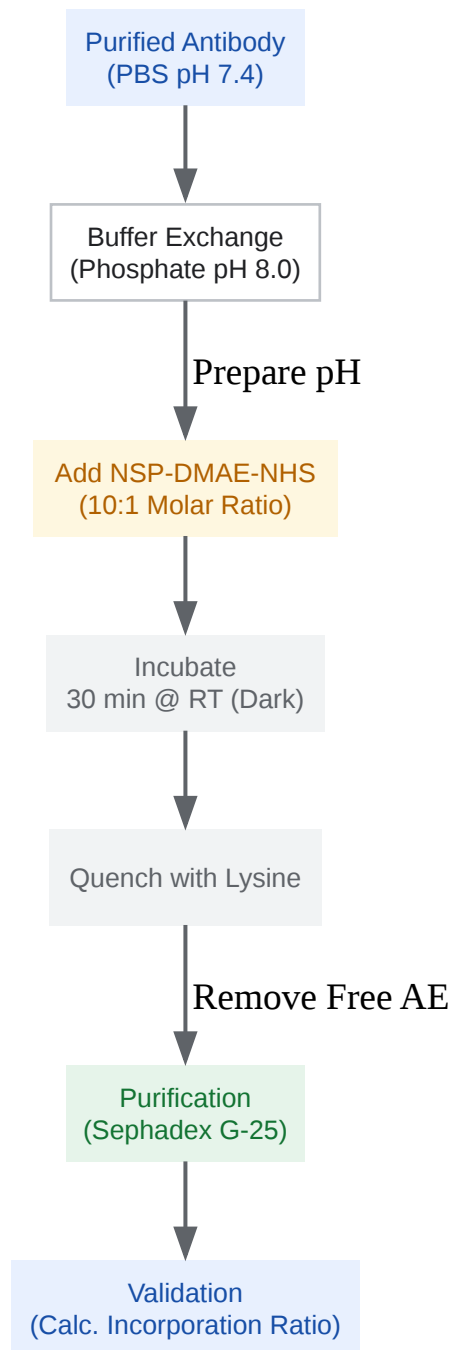 Purified Antibody
(PBS pH 7.4)
Buffer Exchange
(Phosphate pH 8.0)
Prepare pH
Add NSP-DMAE-NHS
(10:1 Molar Ratio)
Incubate
30 min @ RT (Dark)
Quench with Lysine
Remove Free AE
Purification
(Sephadex G-25)
Validation
(Calc. Incorporation Ratio)